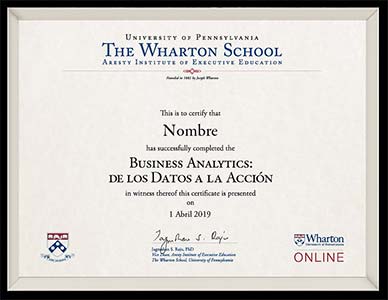 University of Pennsylvania
The Wharton School
Aresty Institute of Executive Education
Founded in 1881 by Joseph Wharton
This is to certify that
Nombre
has successfully completed the
Business Analytics:
de los Datos a la Acción
in witness thereof this certificate is presented
on
1 Abril 2019
Jagmohan S. Raju
Jagmohan S. Raju, PhD
Vice Dean, Aresty Institute of Executive Education
The Wharton School, University of Pennsylvania
Wharton
University of Pennsylvania
ONLINE